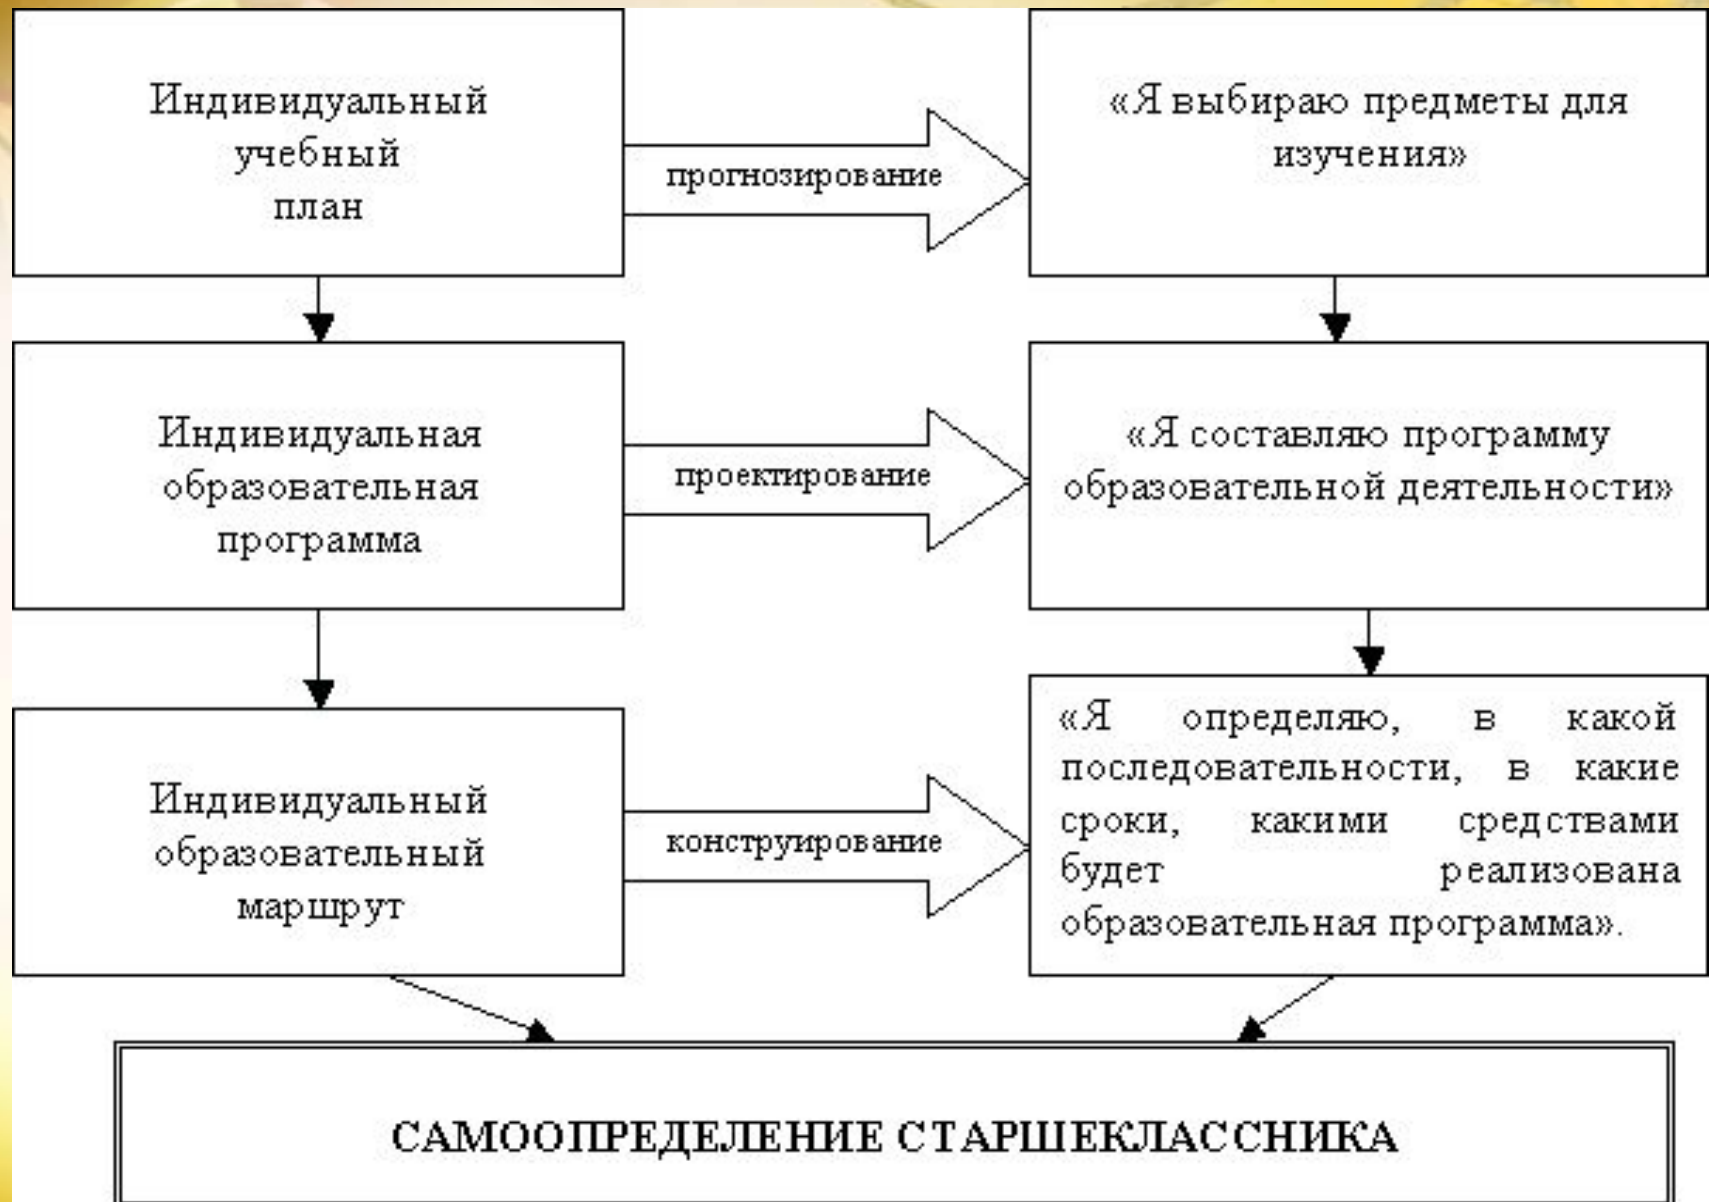 Индивидуальный
учебный
план
прогнозирование
«Я выбираю предметы для
изучения»
Индивидуальная
образовательная
программа
проектирование
«Я составляю программу
образовательной деятельности»
Индивидуальный
образовательный
маршрут
конструирование
«Я определяю, в какой
последовательности, в какие
сроки, какими средствами
будет реализована
образовательная программа».
САМООПРЕДЕЛЕНИЕ СТАРШЕКЛАССНИКА